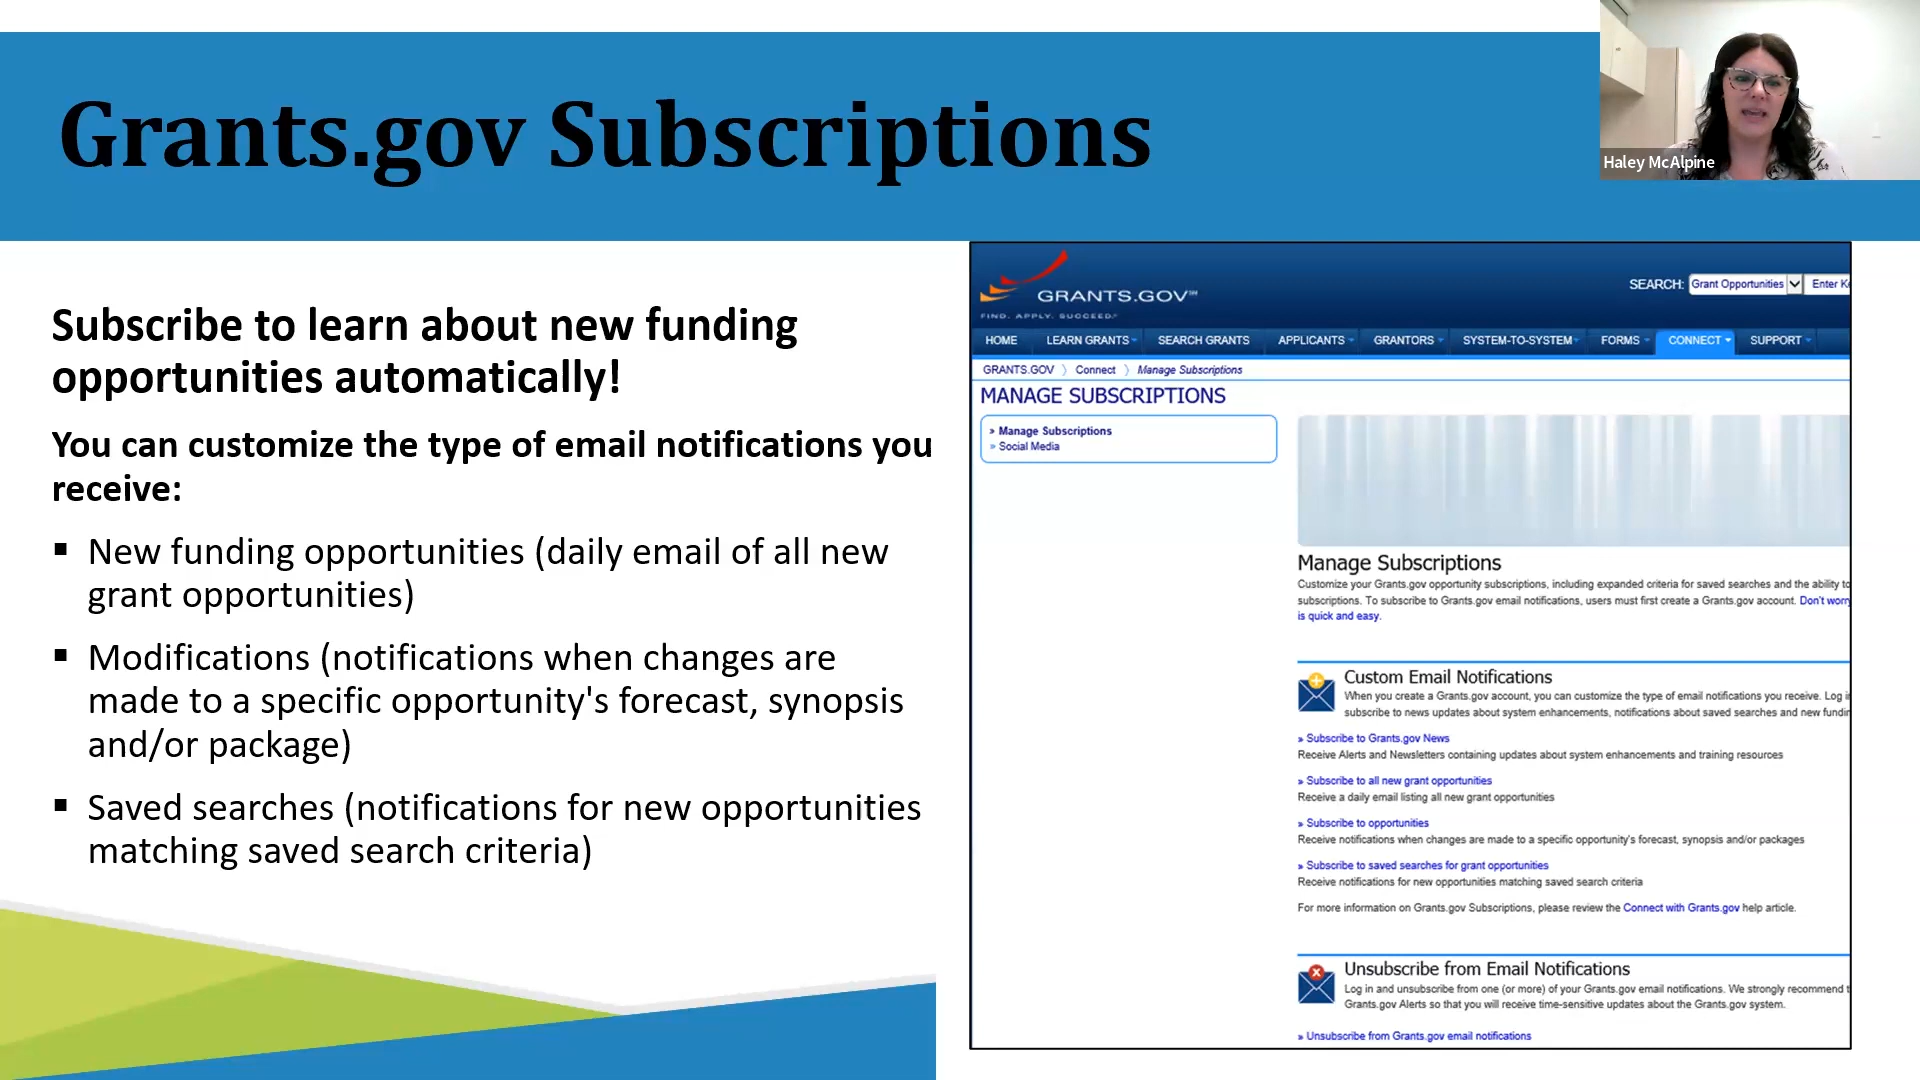 Grants.gov Subscriptions
Haley McAlpine
Subscribe to learn about new funding
opportunities automatically!
You can customize the type of email notifications you
receive:
▪ New funding opportunities (daily email of all new
grant opportunities)
▪ Modifications (notifications when changes are
made to a specific opportunity's forecast, synopsis
and/or package)
▪ Saved searches (notifications for new opportunities
matching saved search criteria)
GRANTS.GOV℠
FIND. APPLY. SUCCEED.℠
SEARCH: Grant Opportunities Enter
HOME LEARN GRANTS SEARCH GRANTS APPLICANTS GRANTORS SYSTEM-TO-SYSTEM FORMS CONNECT SUPPORT
GRANTS.GOV 〉 Connect 〉 Manage Subscriptions
MANAGE SUBSCRIPTIONS
» Manage Subscriptions
» Social Media
Manage Subscriptions
Customize your Grants.gov opportunity subscriptions, including expanded criteria for saved searches and the ability to
subscriptions. To subscribe to Grants.gov email notifications, users must first create a Grants.gov account. Don't worry
is quick and easy.
Custom Email Notifications
When you create a Grants.gov account, you can customize the type of email notifications you receive. Log
subscribe to news updates about system enhancements, notifications about saved searches and new
» Subscribe to Grants.gov News
Receive Alerts and Newsletters containing updates about system enhancements and training resources
» Subscribe to all new grant opportunities
Receive a daily email listing all new grant opportunities
» Subscribe to opportunities
Receive notifications when changes are made to a specific opportunity's forecast, synopsis and/or packages
» Subscribe to saved searches for grant opportunities
Receive notifications for new opportunities matching saved search criteria
For more information on Grants.gov Subscriptions, please review the Connect with Grants.gov help article.
Unsubscribe from Email Notifications
Log in and unsubscribe from one (or more) of your Grants.gov email notifications. We strongly recommend
Grants.gov Alerts so that you will receive time-sensitive updates about the Grants.gov system.
» Unsubscribe from Grants.gov email notifications